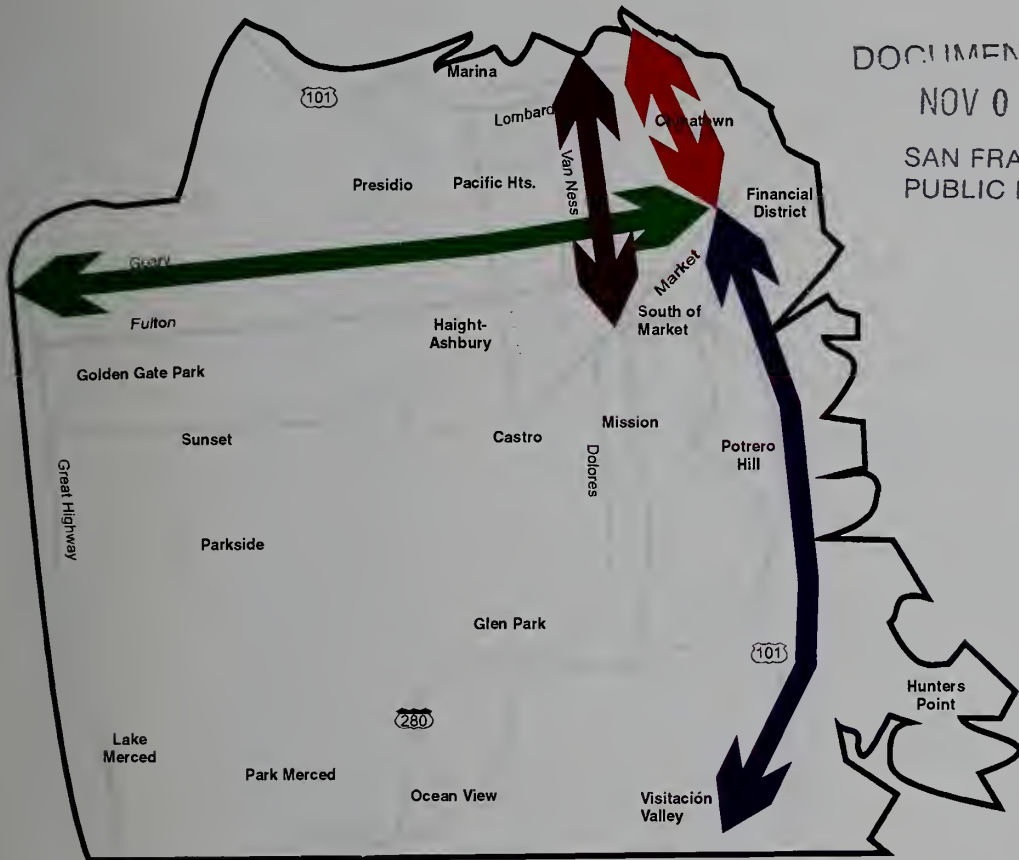 DOCUMEN
NOV 0
SAN FRA
PUBLIC
Marina
101
Lombard
Chinatown
Van Ness
Presidio
Pacific Hts.
Financial
District
Geary
Market
Fulton
Haight-
Ashbury
South of
Market
Golden Gate Park
Sunset
Castro
Mission
Dolores
Potrero
Hill
Great Highway
Parkside
Glen Park
101
Hunters
Point
280
Lake
Merced
Park Merced
Ocean View
Visitación
Valley